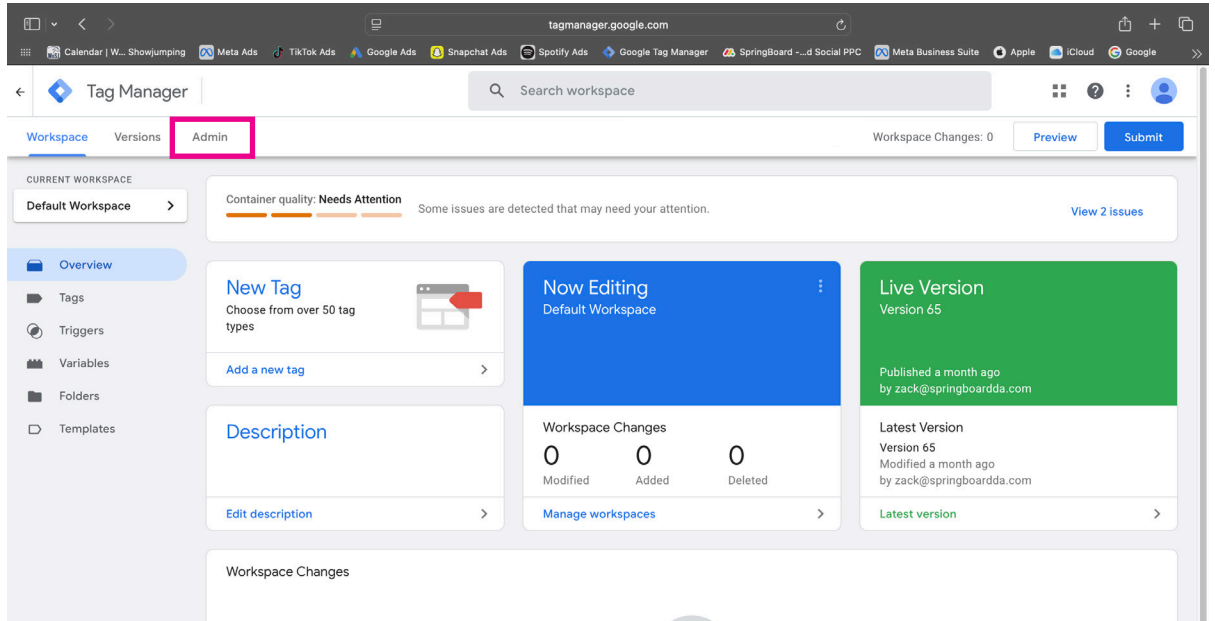 tagmanager.google.com
Calendar | W... Showjumping Meta Ads TikTok Ads Google Ads Snapchat Ads Spotify Ads Google Tag Manager SpringBoard -...d Social PPC Meta Business Suite Apple iCloud Google
Tag Manager
Search workspace
Workspace Versions Admin
Workspace Changes: 0 Preview Submit
CURRENT WORKSPACE
Default Workspace
Overview
Tags
Triggers
Variables
Folders
Templates
Container quality: Needs Attention
Some issues are detected that may need your attention.
View 2 issues
New Tag
Choose from over 50 tag
types
Add a new tag
Description
Edit description
Now Editing
Default Workspace
Workspace Changes
0 0 0
Modified Added Deleted
Manage workspaces
Live Version
Version 65
Published a month ago
by zack@springboardda.com
Latest Version
Version 65
Modified a month ago
by zack@springboardda.com
Latest version
Workspace Changes